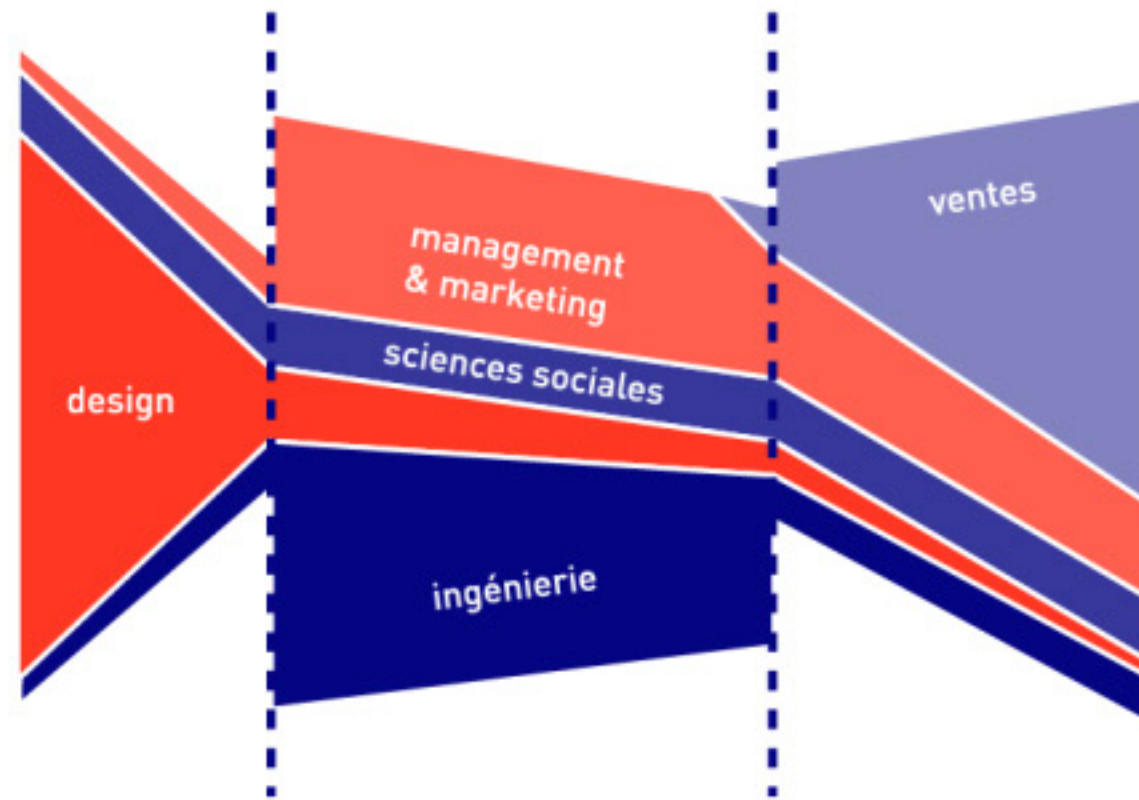 ventes
management
& marketing
sciences sociales
design
ingénierie